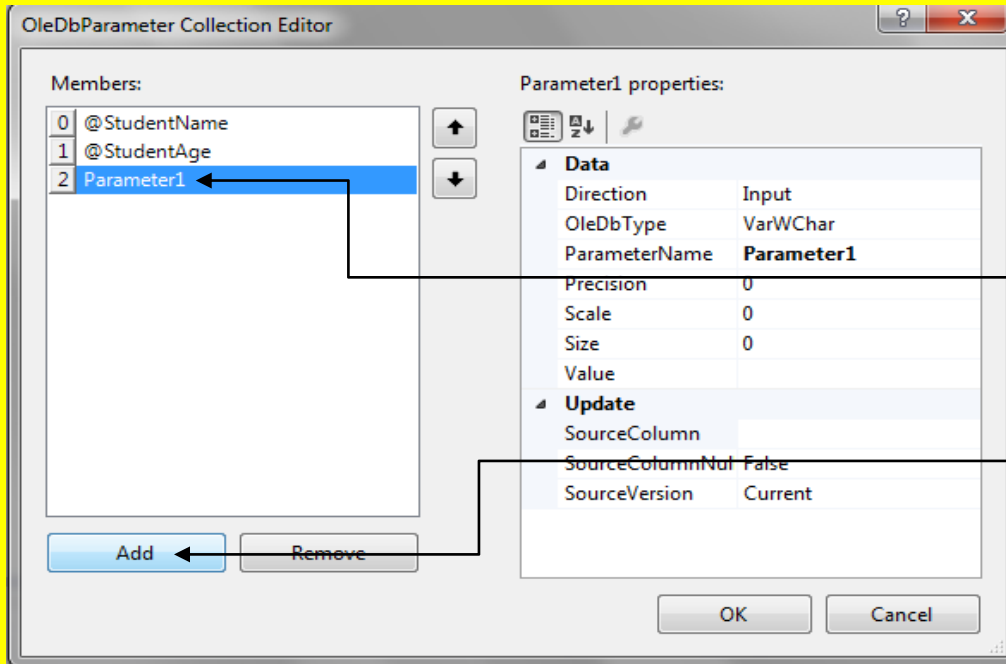 OleDbParameter Collection Editor
?
Members:
0 @StudentName
1 @StudentAge
2 Parameter1
Add
Remove
Parameter1 properties:
A
Z
Data
Direction Input
OleDbType VarWChar
ParameterName Parameter1
Precision 0
Scale 0
Size 0
Value
Update
SourceColumn
SourceColumnNul False
SourceVersion Current
OK
Cancel